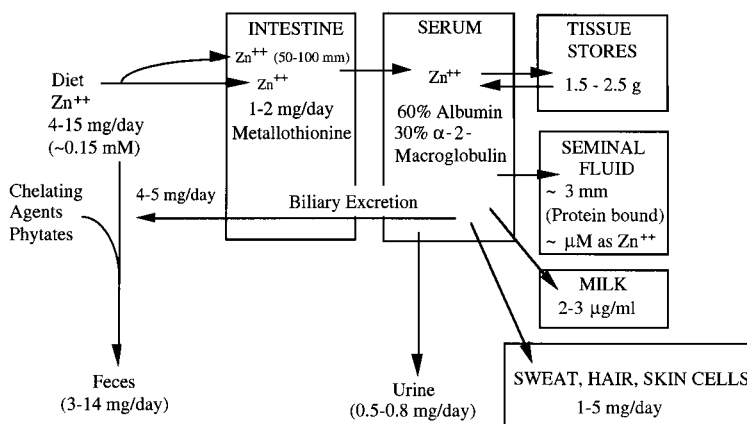 INTESTINE
Zn++ (50-100 mm)
Zn++
1-2 mg/day
Metallothionine
SERUM
Zn++
60% Albumin
30% α-2-
Macroglobulin
TISSUE
STORES
1.5 - 2.5 g
Diet
Zn++
4-15 mg/day
(~0.15 mM)
SEMINAL
FLUID
~ 3 mm
(Protein bound)
~ μM as Zn++
Chelating
Agents
Phytates
4-5 mg/day
Biliary Excretion
MILK
2-3 μg/ml
Feces
(3-14 mg/day)
Urine
(0.5-0.8 mg/day)
SWEAT, HAIR, SKIN CELLS
1-5 mg/day